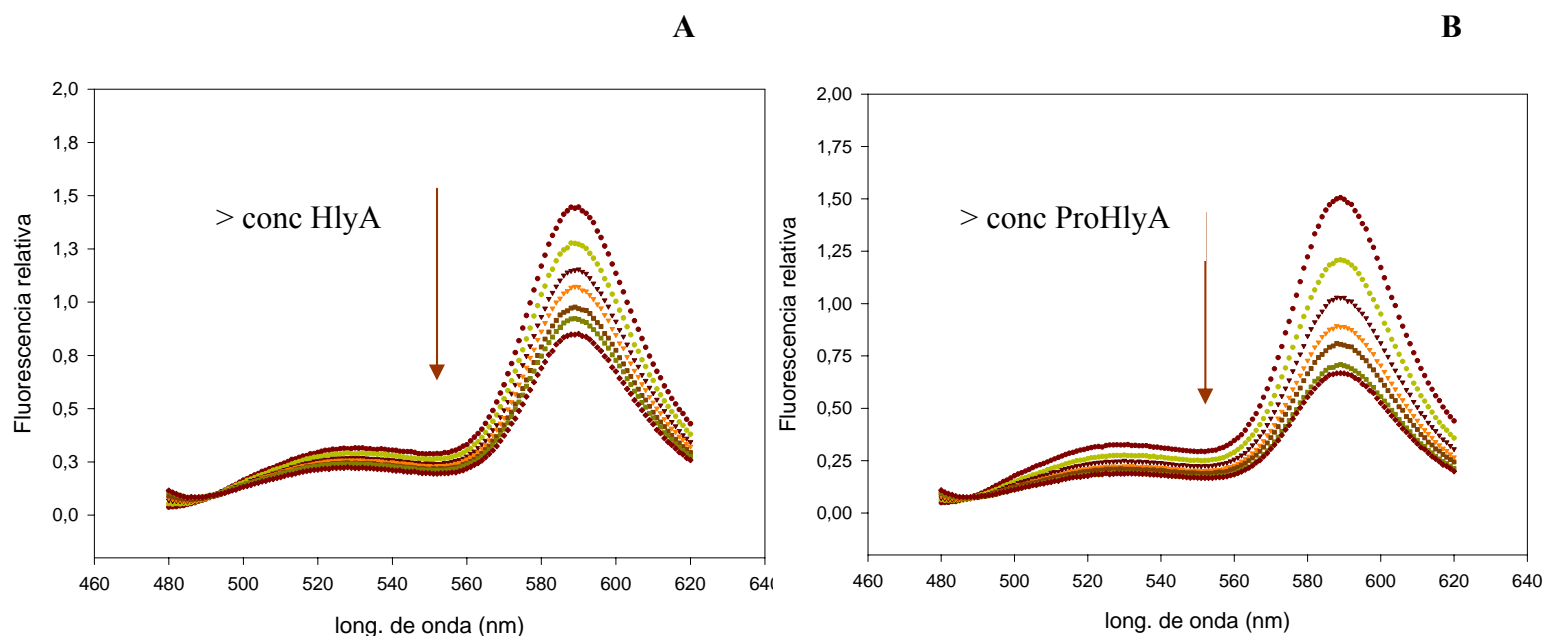 A
2,0
1,8
1,5
1,3
1,0
0,8
0,5
0,3
0,0
Fluorescencia relativa
> conc HlyA
460 480 500 520 540 560 580 600 620 640
long. de onda (nm)
B
2,00
1,75
1,50
1,25
1,00
0,75
0,50
0,25
0,00
Fluorescencia relativa
> conc ProHlyA
460 480 500 520 540 560 580 600 620 640
long. de onda (nm)